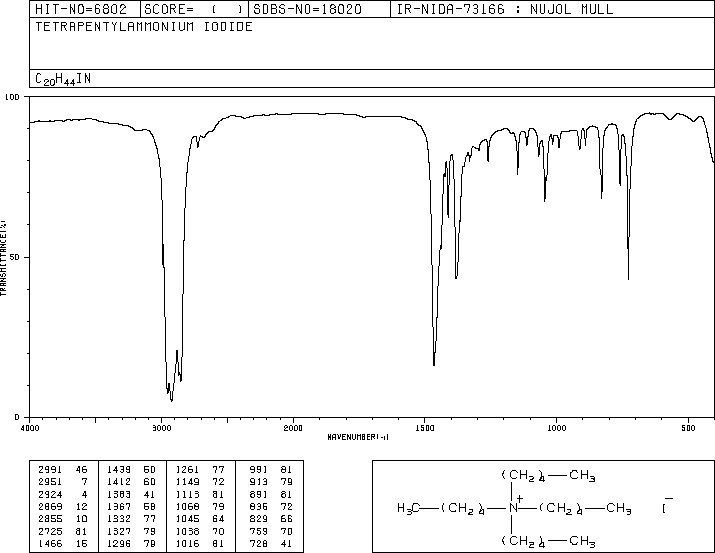 HIT-NO=6802 SCORE= ( ) SDBS-NO=18020 IR-NIDA-73166 : NUJOL MULL
TETRAPENTYLAMMONIUM IODIDE
C20H44IN
100
50
0
TRANSMITTANCE(%)
4000 3000 2000 1500 1000 500
WAVENUMBER(-1)
2991 46 1439 50 1261 77 991 81
2951 7 1412 60 1149 72 913 79
2924 4 1383 41 1113 81 891 81
2869 12 1367 58 1068 79 836 72
2855 10 1332 77 1045 64 829 66
2725 81 1327 79 1038 70 759 70
1466 15 1296 79 1016 81 728 41
(CH2)4—CH3
H3C—(CH2)4—N+—(CH2)4—CH3 I−
(CH2)4—CH3